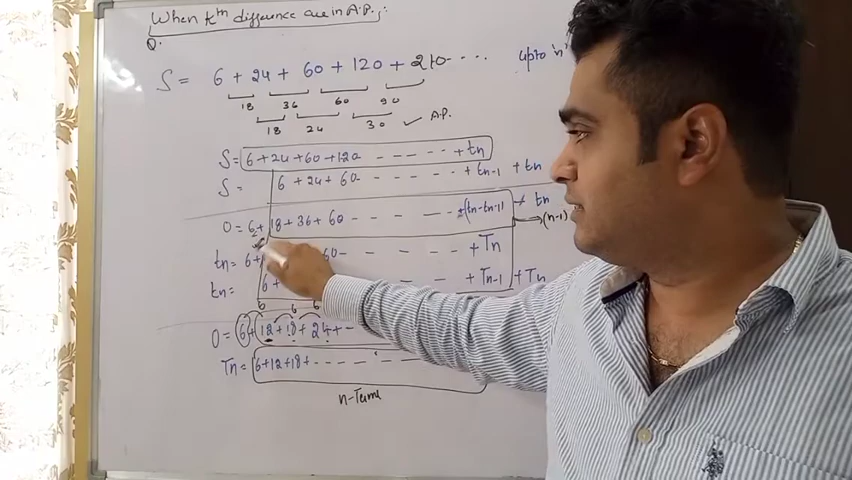 When Kth difference are in A.P.;
Q.
S = 6 + 24 + 60 + 120 + 210 - - - - upto 'n'
18 36 60 90
18 24 30 ✓ A.P.
S = 6+24+60+120 - - - - - - + tn
S = 6 + 24 + 60 - - - - - - + tn-1 + tn
0 = 6 + 18 + 36 + 60 - - - - - +(tn-tn-1) - tn → (n-1)
tn = 6+ 60 - - - - - + Tn
tn = 6 + - - - + Tn-1 + Tn
6 6 6
0 = 6 + 12 + 18 + 24 + - -
Tn = 6+12+18+ - - - - -
n-Terms